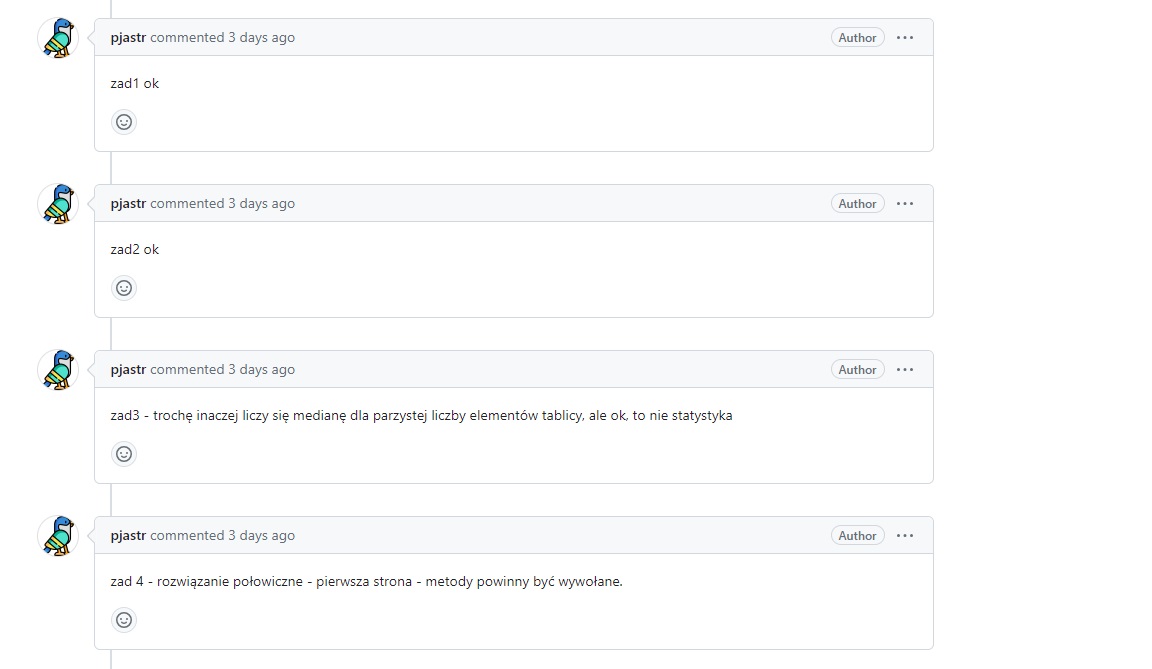 pjastr commented 3 days ago Author
zad1 ok
pjastr commented 3 days ago Author
zad2 ok
pjastr commented 3 days ago Author
zad3 - trochę inaczej liczy się medianę dla parzystej liczby elementów tablicy, ale ok, to nie statystyka
pjastr commented 3 days ago Author
zad 4 - rozwiązanie połowiczne - pierwsza strona - metody powinny być wywołane.